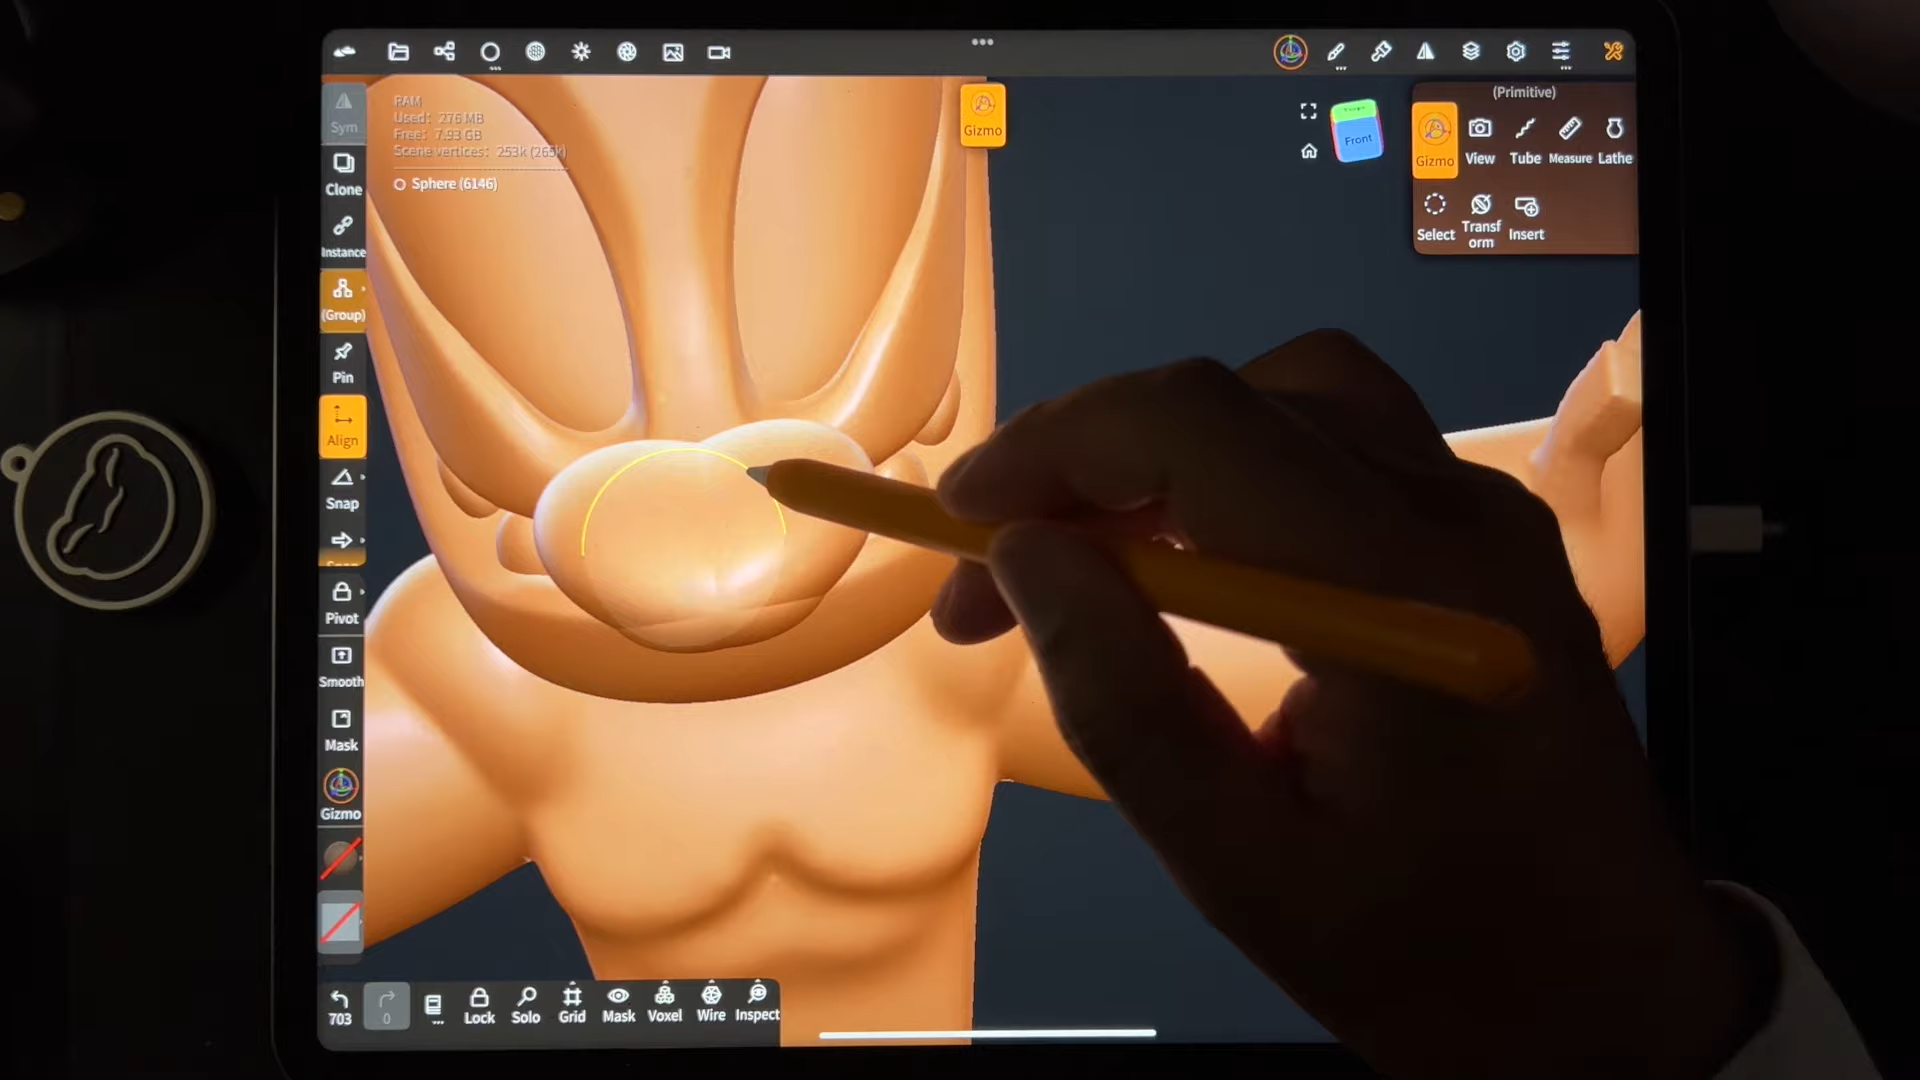 Sym
Clone
Instance
(Group)
Pin
Align
Snap
Pivot
Smooth
Mask
Gizmo
RAM
Used: 276 MB
Free: 7.93 GB
Scene vertices: 253k (265k)
Sphere (6146)
Gizmo
Front
(Primitive)
Gizmo
View
Tube
Measure
Lathe
Select
Transf
orm
Insert
703
0
Lock
Solo
Grid
Mask
Voxel
Wire
Inspect